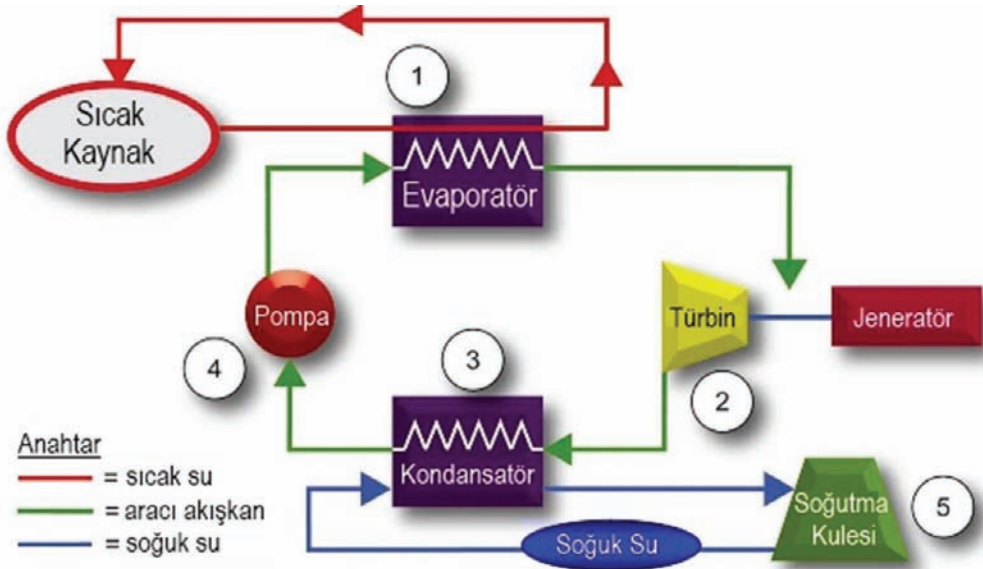 1
Sıcak
Kaynak
Evaporatör
Pompa
Türbin
Jeneratör
4
3
2
Kondansatör
Anahtar
= sıcak su
= aracı akışkan
= soğuk su
Soğutma
Kulesi
5
Soğuk Su